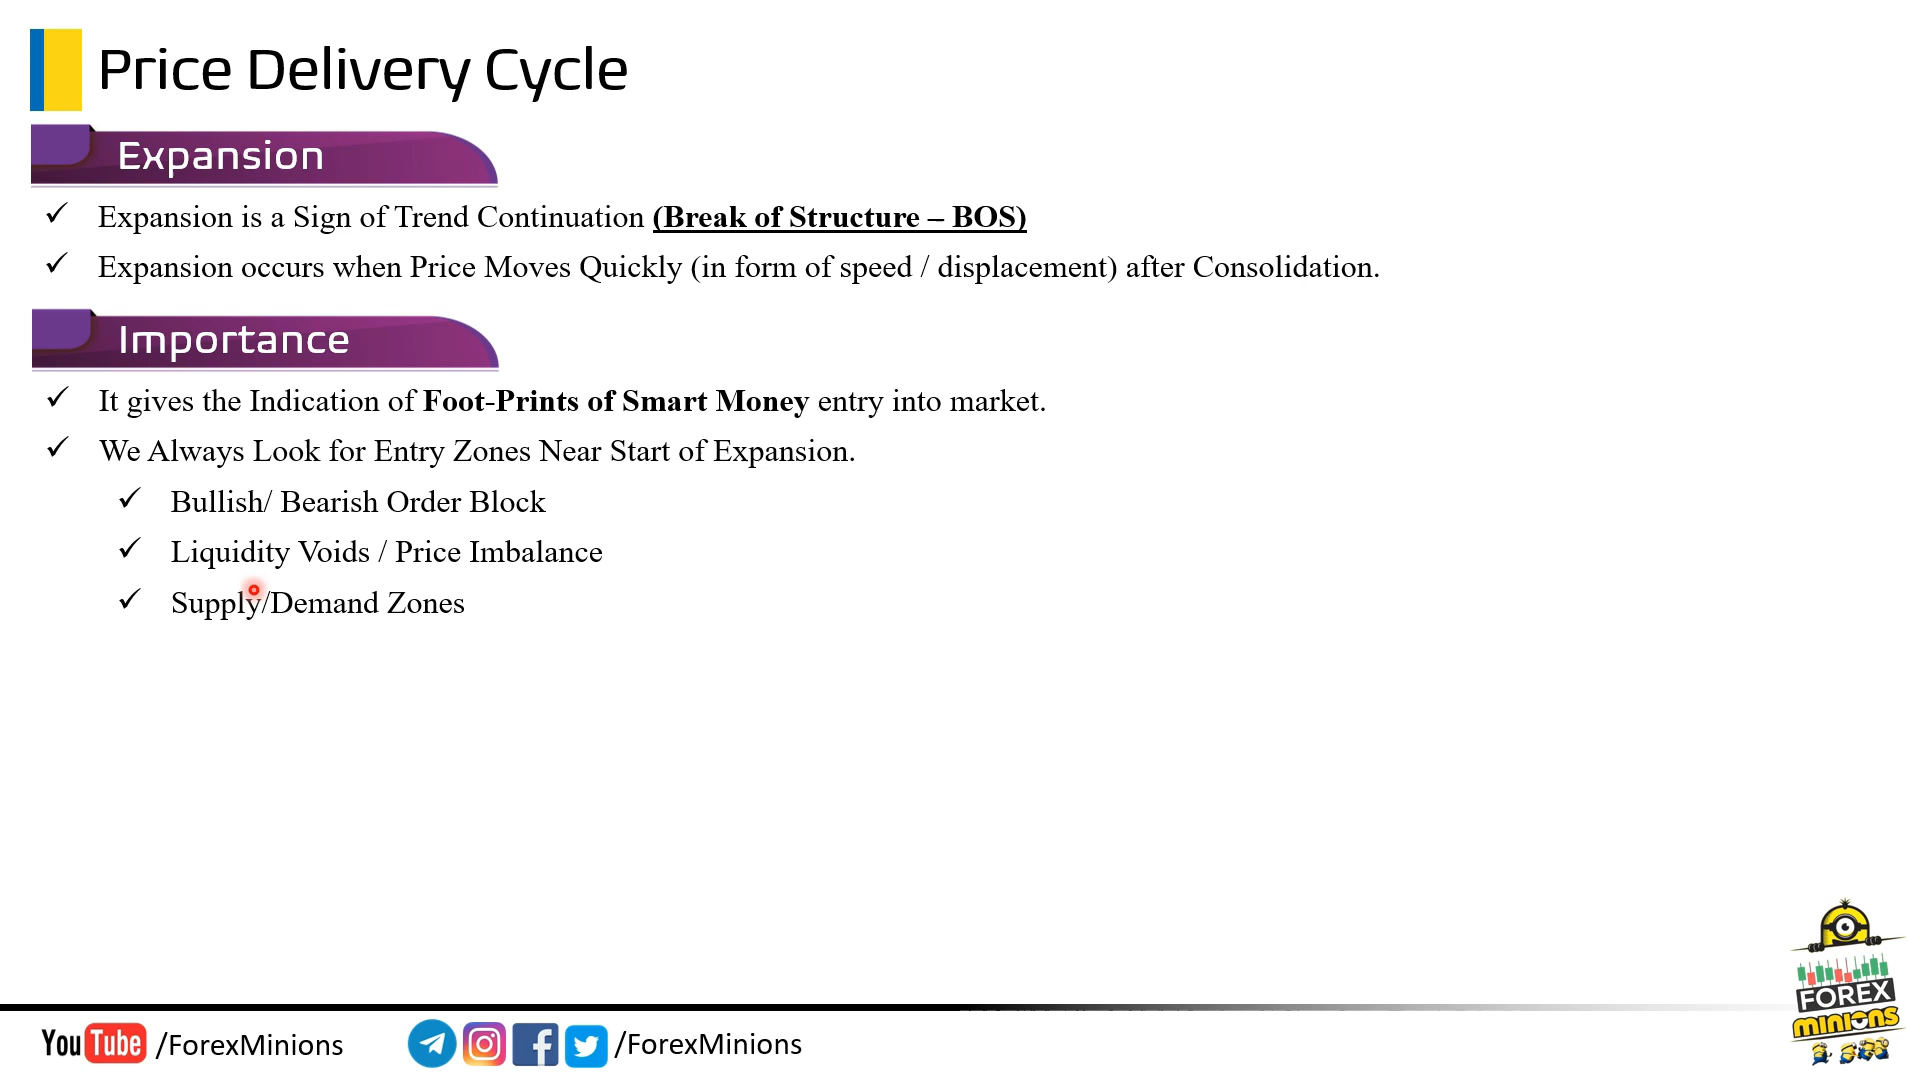 Price Delivery Cycle
Expansion
Expansion is a Sign of Trend Continuation (Break of Structure – BOS)
Expansion occurs when Price Moves Quickly (in form of speed / displacement) after Consolidation.
Importance
It gives the Indication of Foot-Prints of Smart Money entry into market.
We Always Look for Entry Zones Near Start of Expansion.
Bullish/ Bearish Order Block
Liquidity Voids / Price Imbalance
Supply/Demand Zones
FOREX
minions
YouTube /ForexMinions
/ForexMinions